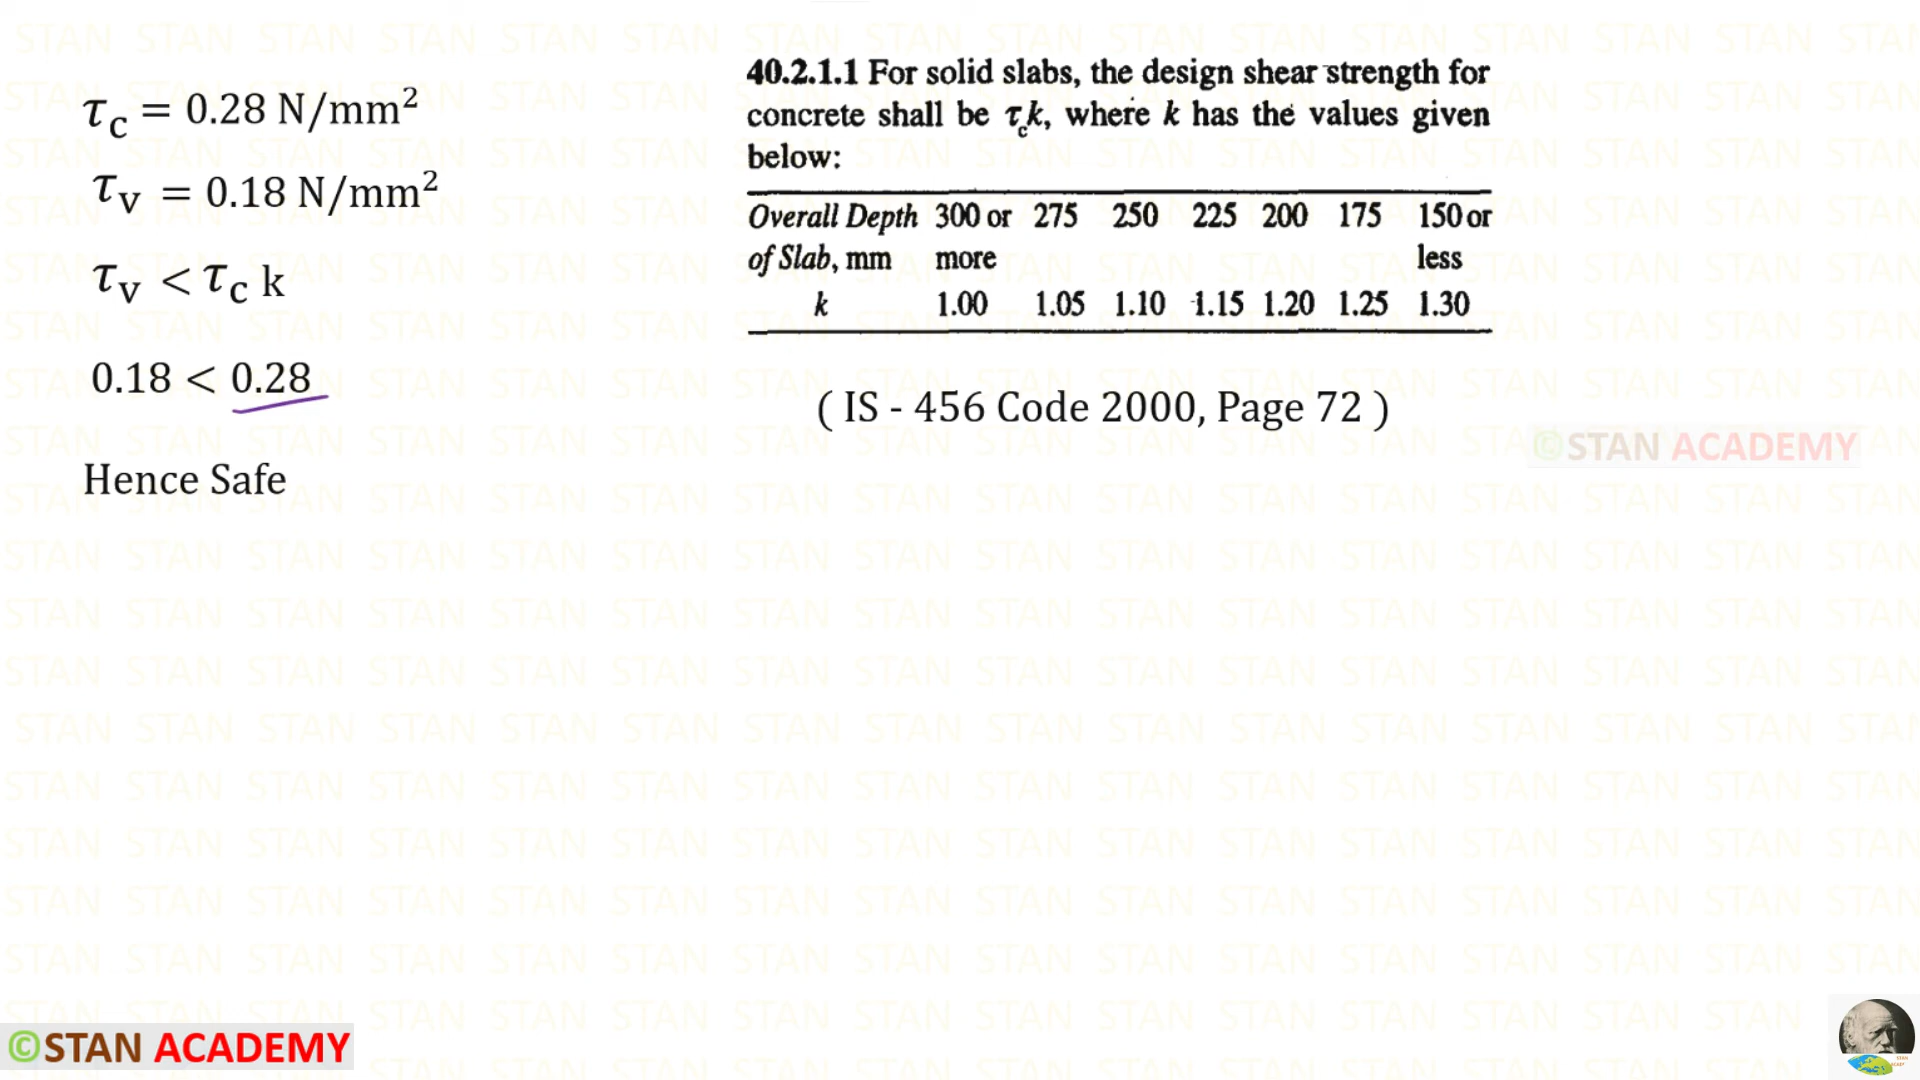 τc = 0.28 N/mm²
τv = 0.18 N/mm²
τv < τc k
0.18 < 0.28
Hence Safe
40.2.1.1 For solid slabs, the design shear strength for
concrete shall be τck, where k has the values given
below:
Overall Depth 300 or 275 250 225 200 175 150 or
of Slab, mm more less
k 1.00 1.05 1.10 1.15 1.20 1.25 1.30
( IS - 456 Code 2000, Page 72 )
©STAN ACADEMY
©STAN ACADEMY